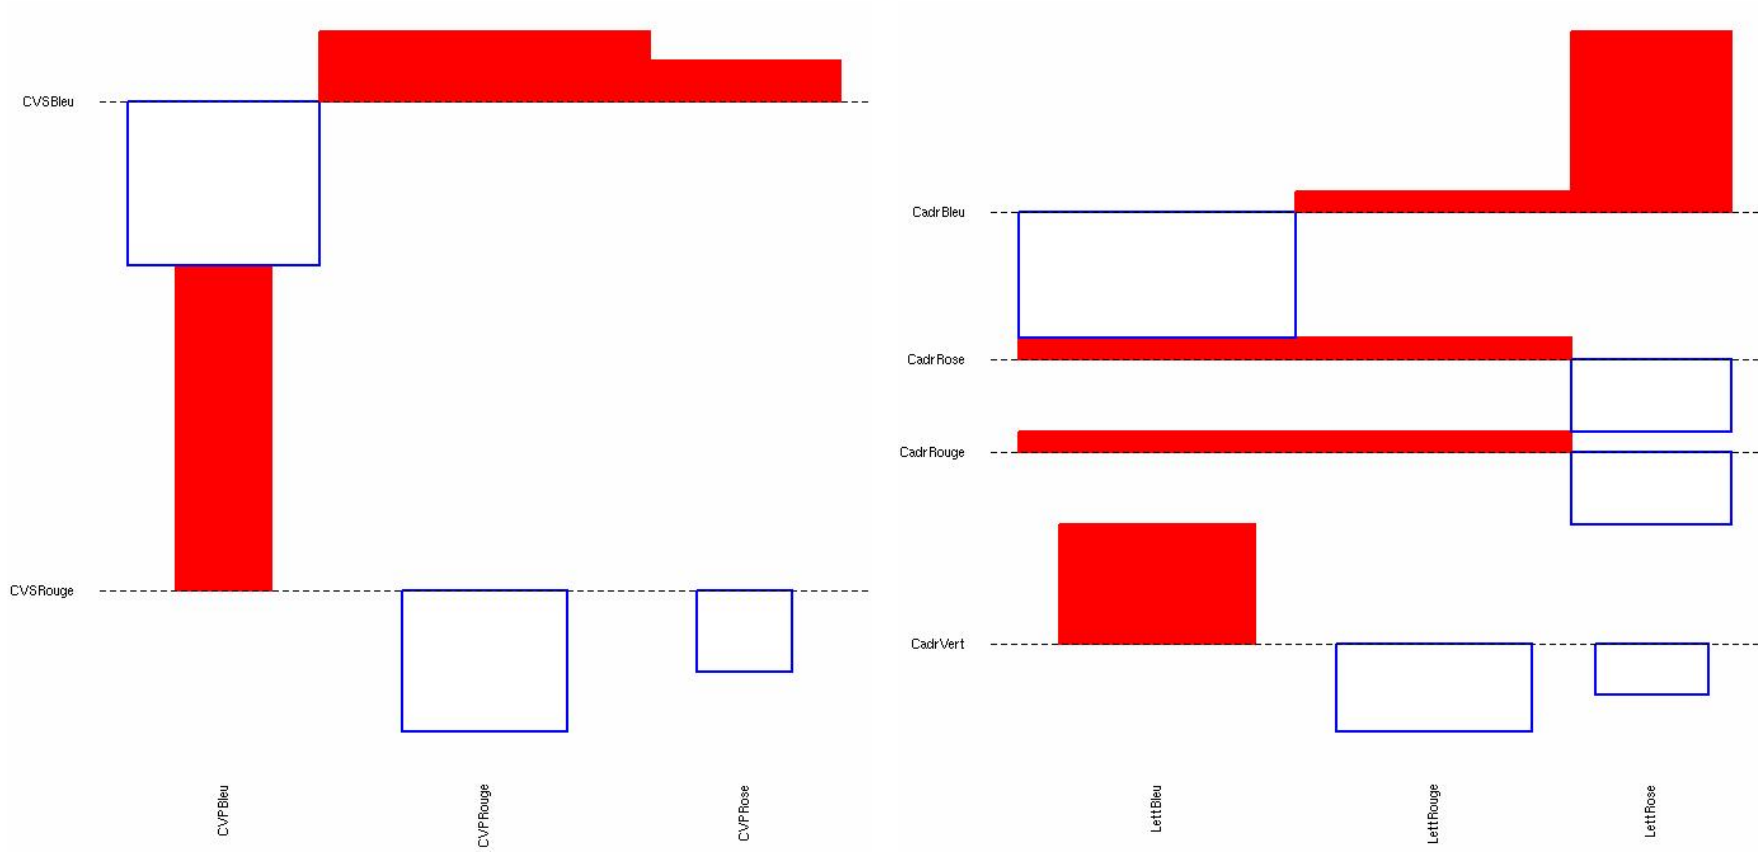 CVSBleu
CVSRouge
CVPBleu
CVPRouge
CVPRose
CadrBleu
CadrRose
CadrRouge
CadrVert
LettBleu
LettRouge
LettRose